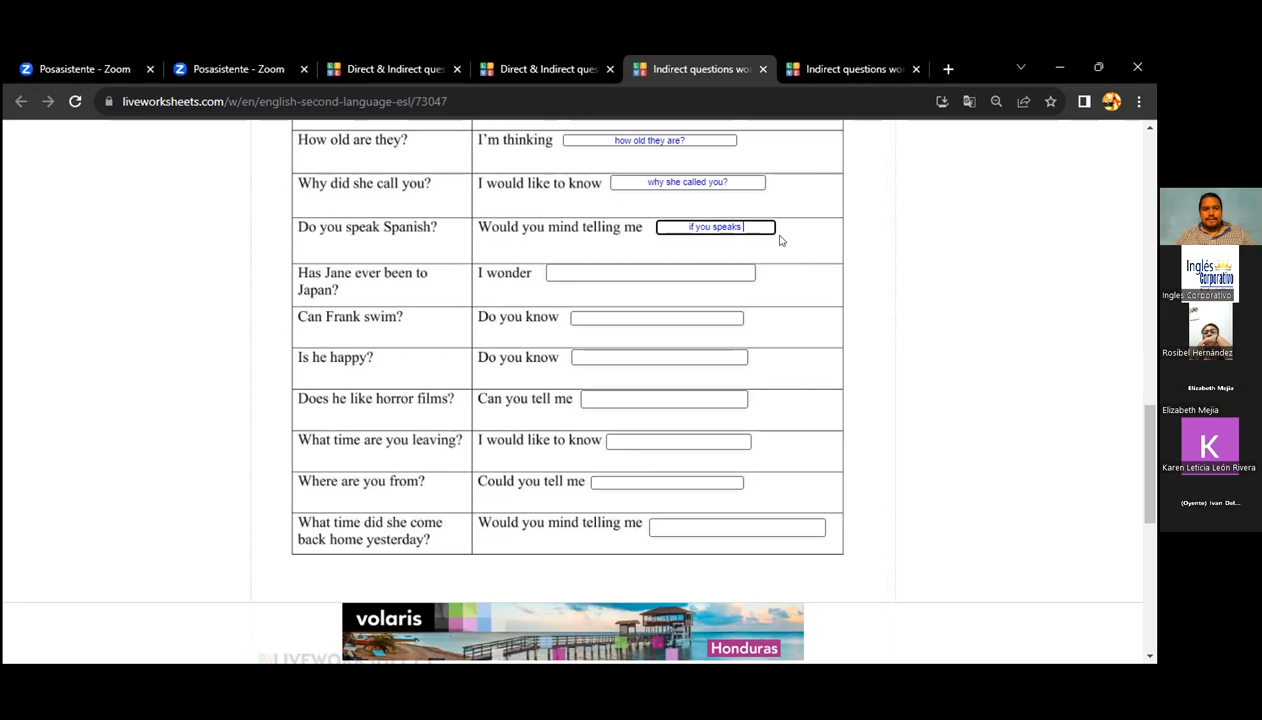 Posasistente - Zoom
Posasistente - Zoom
Direct & Indirect ques
Direct & Indirect ques
Indirect questions wo
Indirect questions wo
liveworksheets.com/w/en/english-second-language-esl/73047
How old are they?
I'm thinking
how old they are?
Why did she call you?
I would like to know
why she called you?
Do you speak Spanish?
Would you mind telling me
if you speaks
Has Jane ever been to
Japan?
I wonder
Can Frank swim?
Do you know
Is he happy?
Do you know
Does he like horror films?
Can you tell me
What time are you leaving?
I would like to know
Where are you from?
Could you tell me
What time did she come
back home yesterday?
Would you mind telling me
volaris
Honduras
Inglés
Corporativo
Ingles Corporativo
Rosibel Hernández
Elizabeth Mejia
Elizabeth Mejia
K
Karen Leticia León Rivera
(Oyente) Ivan Del...